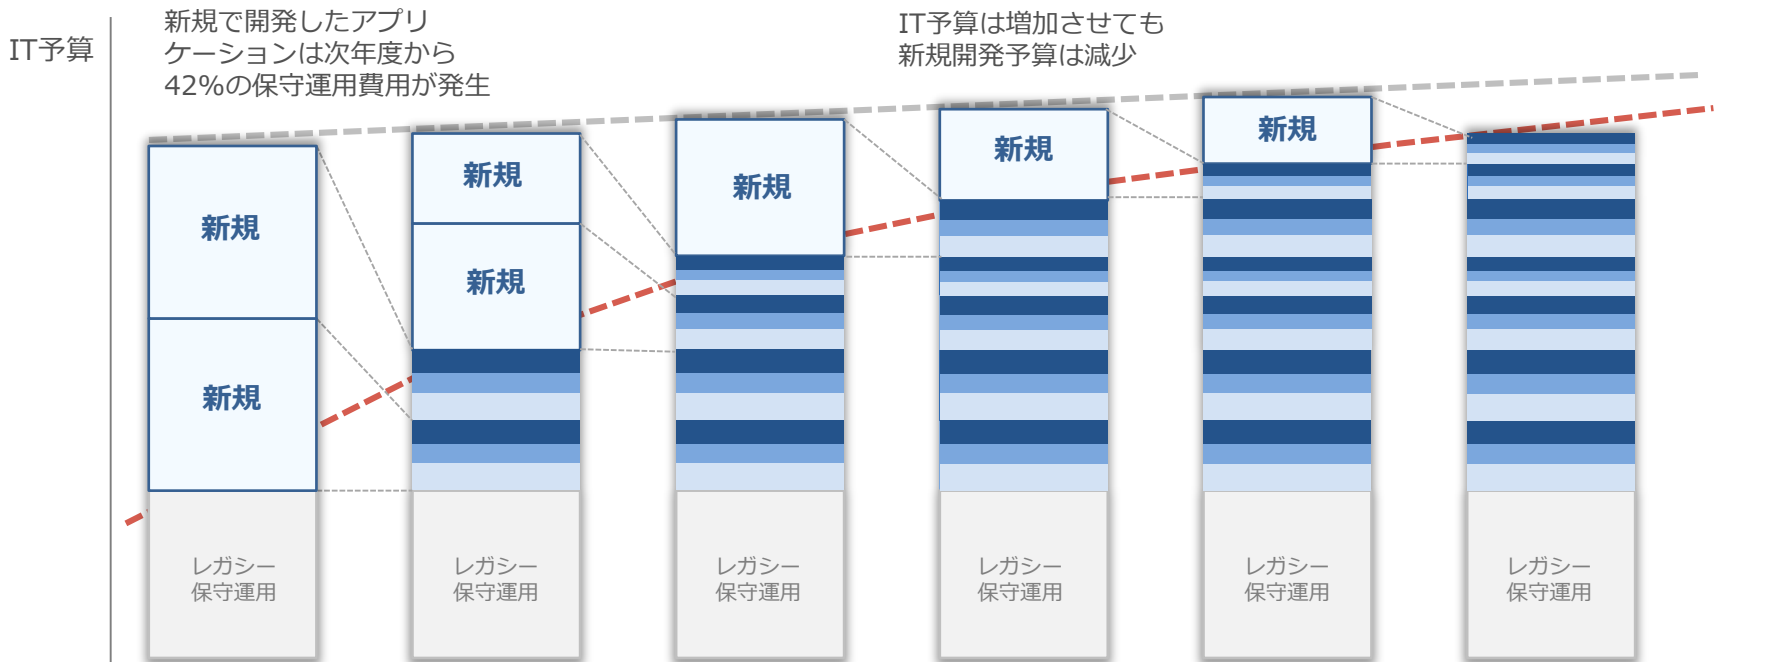 IT予算
新規で開発したアプリ
ケーションは次年度から
42%の保守運用費用が発生
IT予算は増加させても
新規開発予算は減少
新規
新規
レガシー
保守運用
新規
新規
レガシー
保守運用
新規
レガシー
保守運用
新規
レガシー
保守運用
新規
レガシー
保守運用
レガシー
保守運用